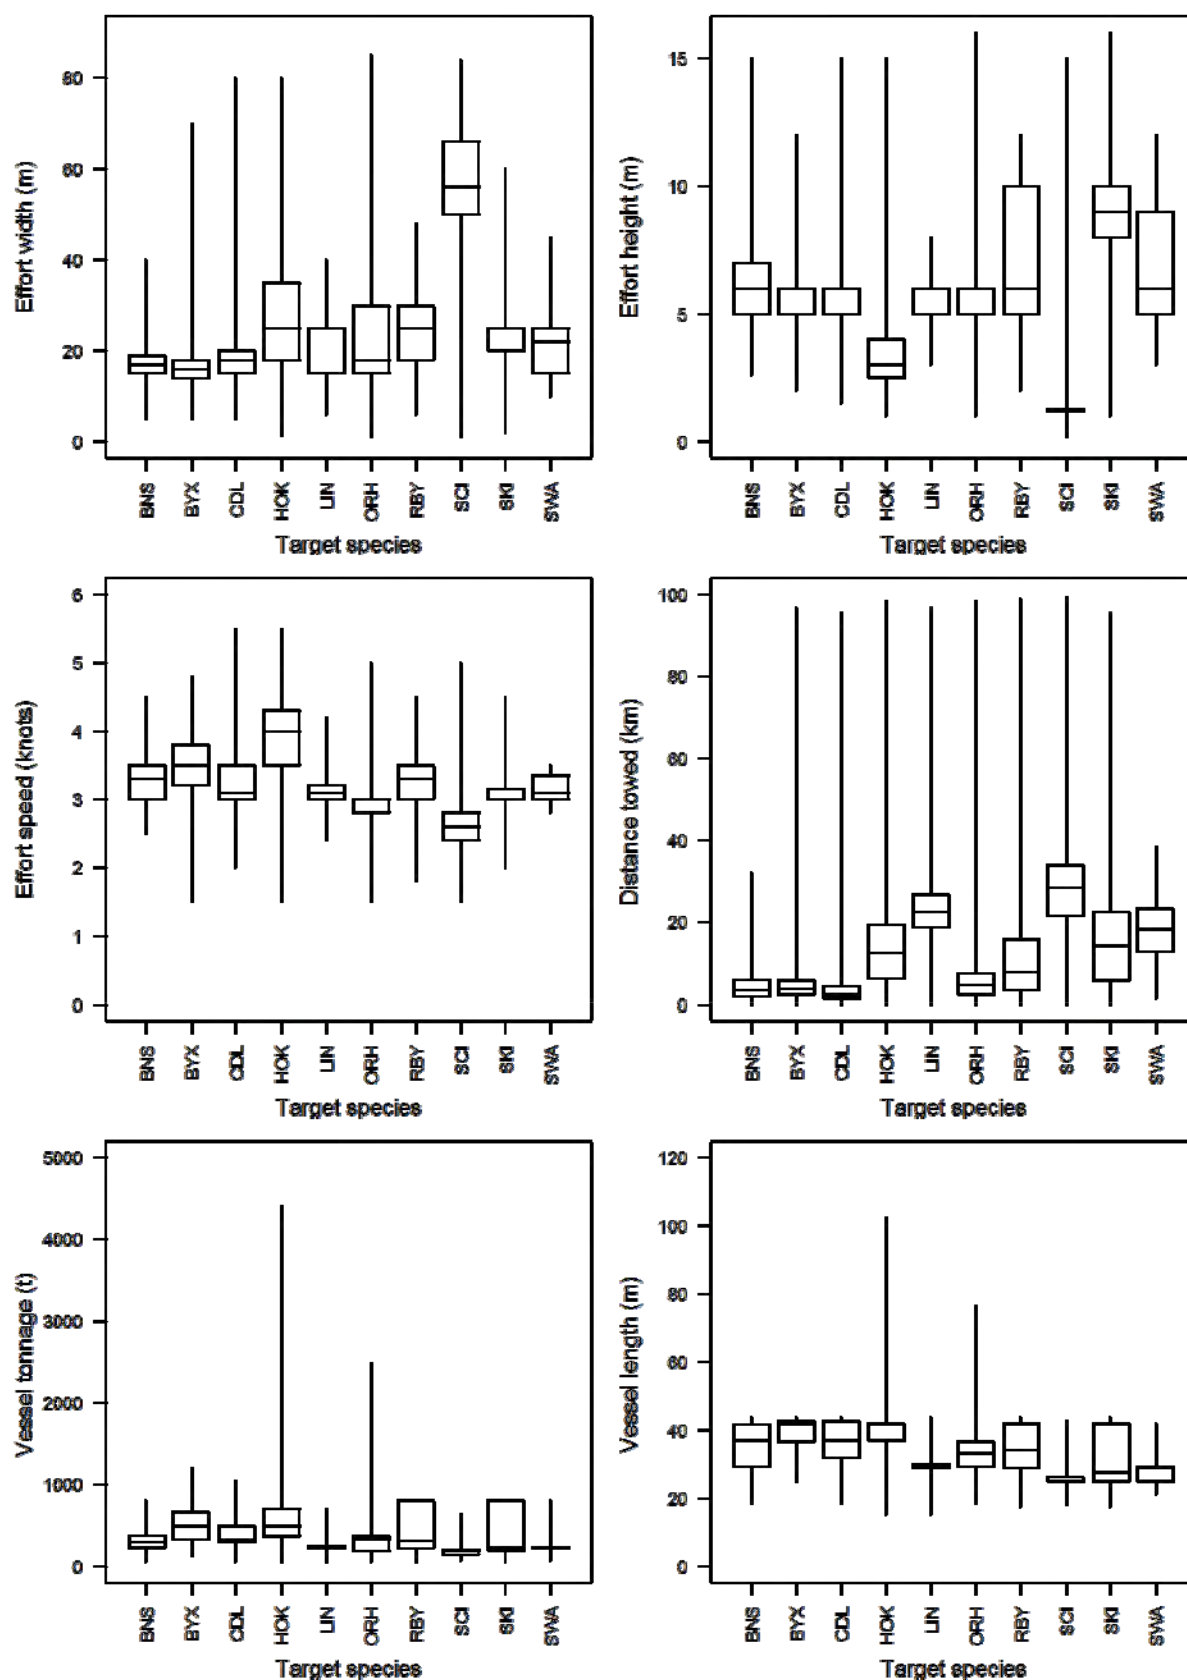 Effort width (m)
80
60
40
20
0
BNS BYX CDL HOK LIN ORH RBY SCI SKI SWA
Target species
Effort height (m)
15
10
5
0
BNS BYX CDL HOK LIN ORH RBY SCI SKI SWA
Target species
Effort speed (knots)
6
5
4
3
2
1
0
BNS BYX CDL HOK LIN ORH RBY SCI SKI SWA
Target species
Distance towed (km)
100
80
60
40
20
0
BNS BYX CDL HOK LIN ORH RBY SCI SKI SWA
Target species
Vessel tonnage (t)
5000
4000
3000
2000
1000
0
BNS BYX CDL HOK LIN ORH RBY SCI SKI SWA
Target species
Vessel length (m)
120
100
80
60
40
20
0
BNS BYX CDL HOK LIN ORH RBY SCI SKI SWA
Target species